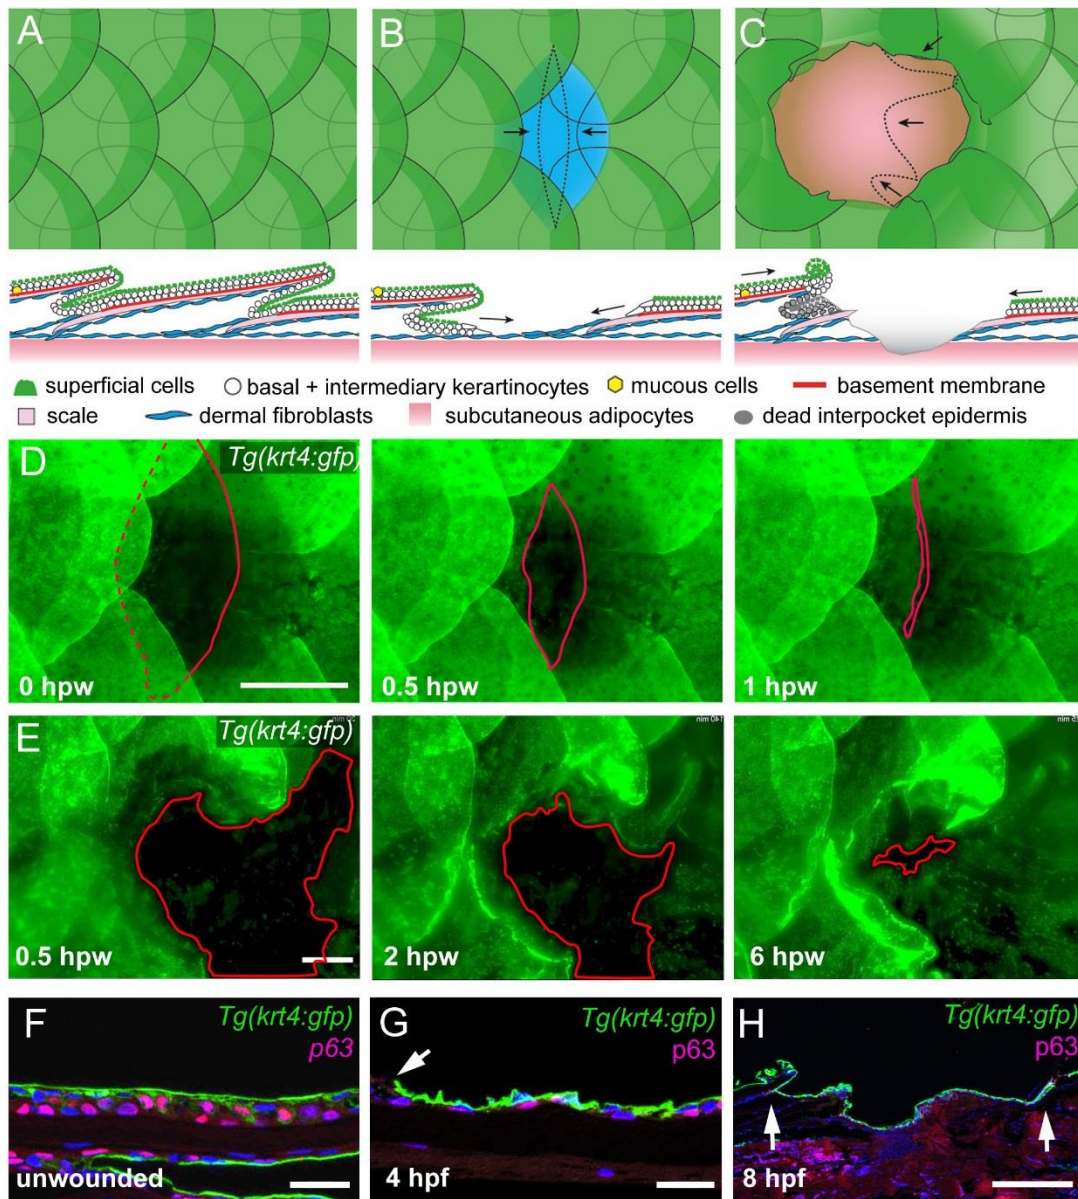 A
B
C
superficial cells
basal + intermediary kerartinocytes
mucous cells
basement membrane
scale
dermal fibroblasts
subcutaneous adipocytes
dead interpocket epidermis
D
Tg(krt4:gfp)
0 hpw
0.5 hpw
1 hpw
E
Tg(krt4:gfp)
0.5 hpw
140 min
2 hpw
6 hpw
F
Tg(krt4:gfp)
p63
unwounded
G
Tg(krt4:gfp)
p63
4 hpf
H
Tg(krt4:gfp)
p63
8 hpf